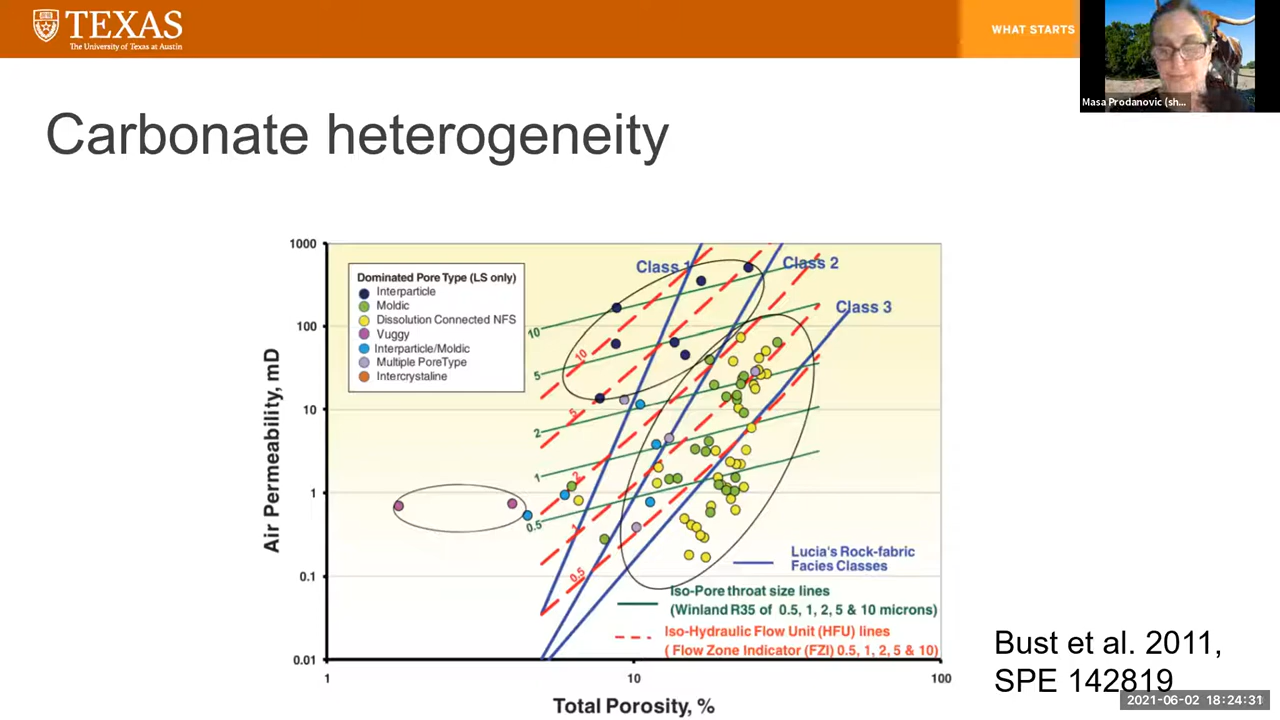 TEXAS
The University of Texas at Austin
WHAT STARTS
Masa Prodanovic (sh...
Carbonate heterogeneity
1000
100
10
1
0.1
0.01
Air Permeability, mD
Dominated Pore Type (LS only)
Interparticle
Moldic
Dissolution Connected NFS
Vuggy
Interparticle/Moldic
Multiple PoreType
Intercrystaline
Class 1
Class 2
Class 3
10
5
2
1
0.5
10
5
2
1
0.5
Lucia's Rock-fabric
Facies Classes
Iso-Pore throat size lines
(Winland R35 of 0.5, 1, 2, 5 & 10 microns)
Iso-Hydraulic Flow Unit (HFU) lines
( Flow Zone Indicator (FZI) 0.5, 1, 2, 5 & 10)
1
10
100
Total Porosity, %
Bust et al. 2011,
SPE 142819
2021-06-02 18:24:31